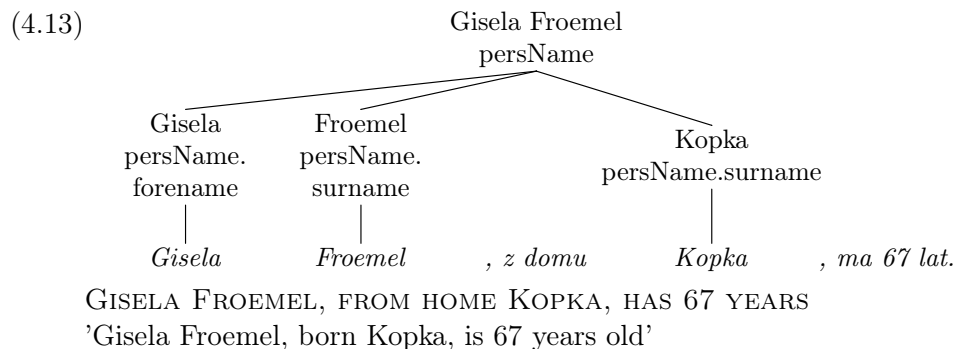 (4.13)
Gisela Froemel
persName
Gisela
persName.
forename
Froemel
persName.
surname
Kopka
persName.surname
Gisela Froemel , z domu Kopka , ma 67 lat.
GISELA FROEMEL, FROM HOME KOPKA, HAS 67 YEARS
'Gisela Froemel, born Kopka, is 67 years old'